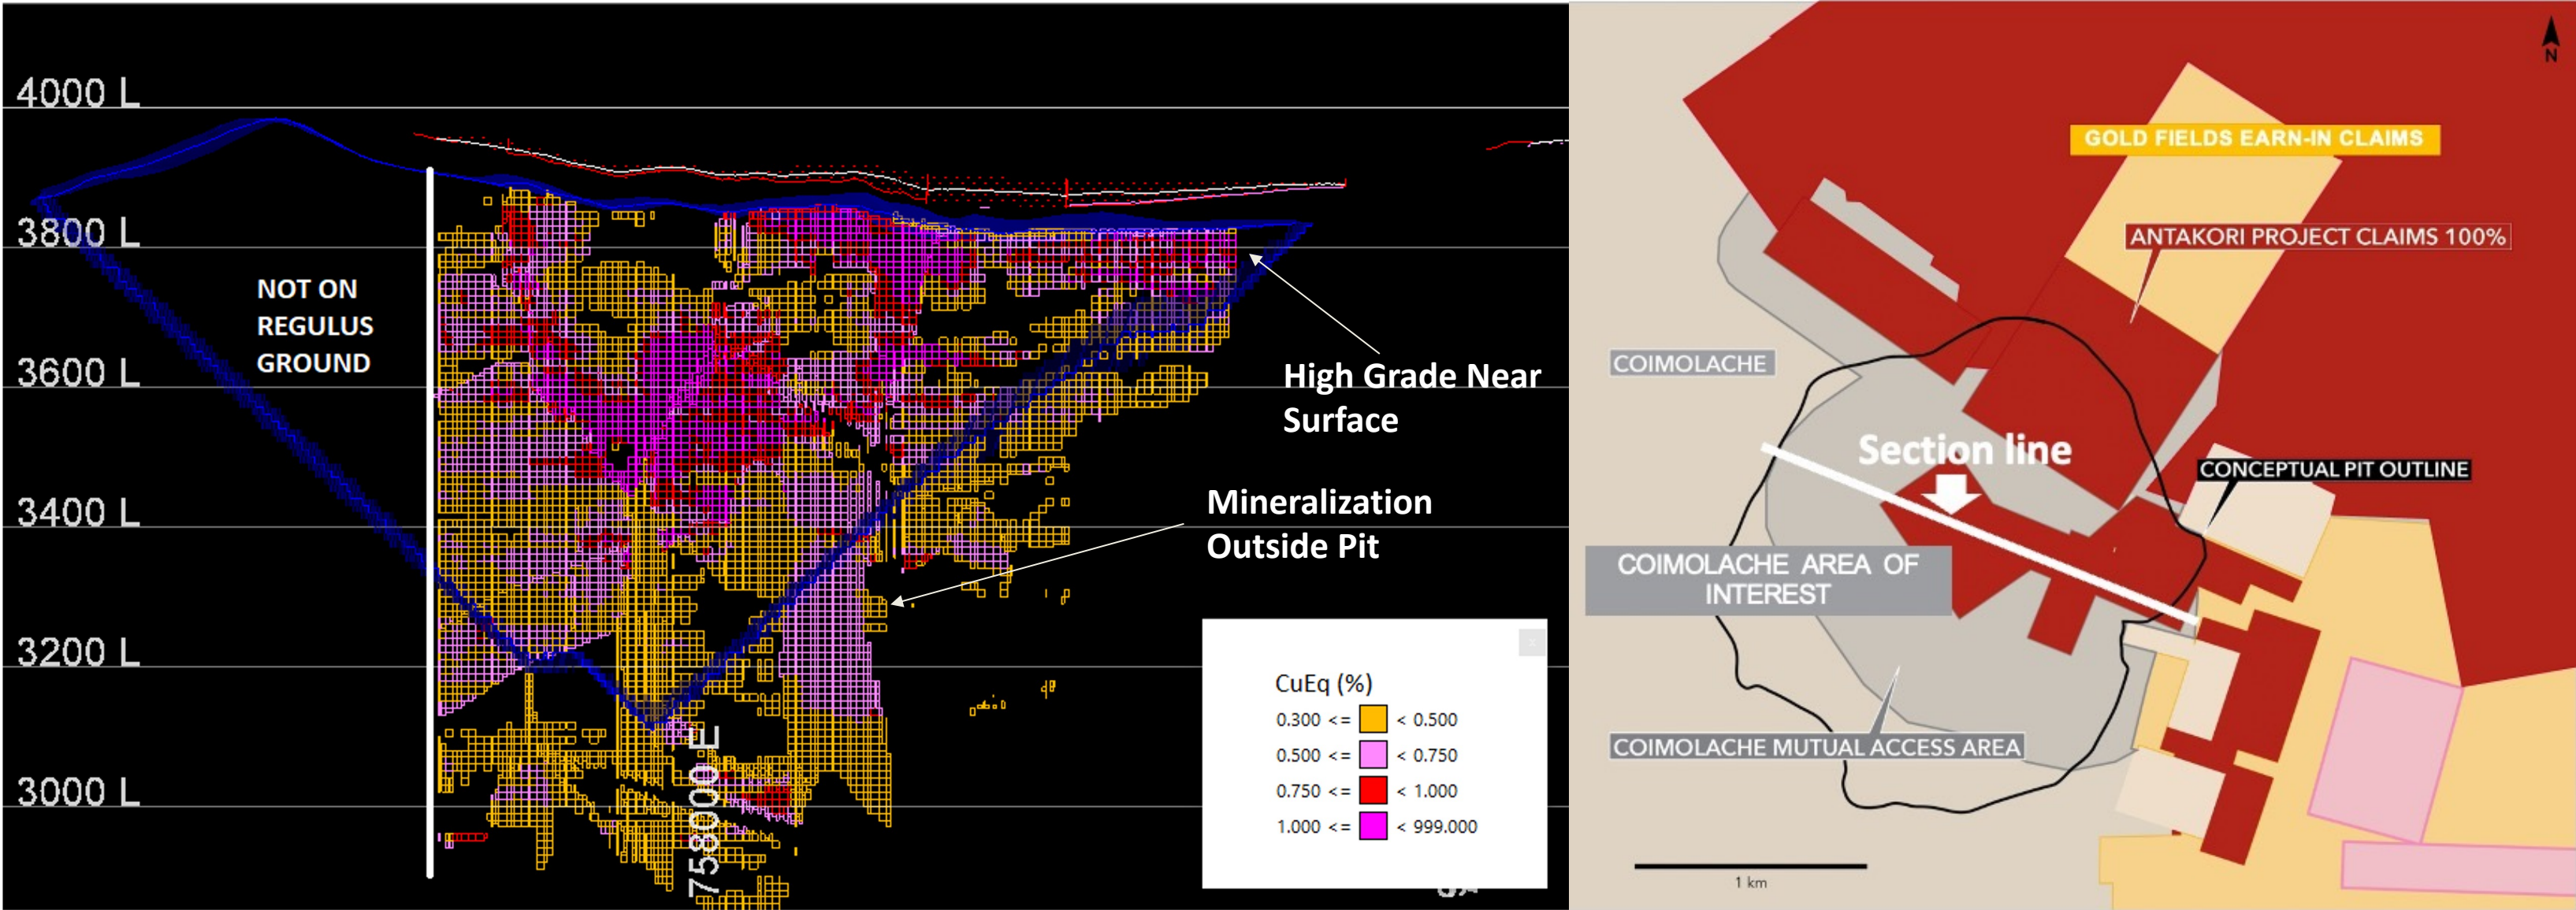 4000 L
3800 L
3600 L
3400 L
3200 L
3000 L
NOT ON
REGULUS
GROUND
758000 E
High Grade Near
Surface
Mineralization
Outside Pit
CuEq (%)
0.300 <= < 0.500
0.500 <= < 0.750
0.750 <= < 1.000
1.000 <= < 999.000
N
GOLD FIELDS EARN-IN CLAIMS
ANTAKORI PROJECT CLAIMS 100%
COIMOLACHE
Section line
CONCEPTUAL PIT OUTLINE
COIMOLACHE AREA OF
INTEREST
COIMOLACHE MUTUAL ACCESS AREA
1 km